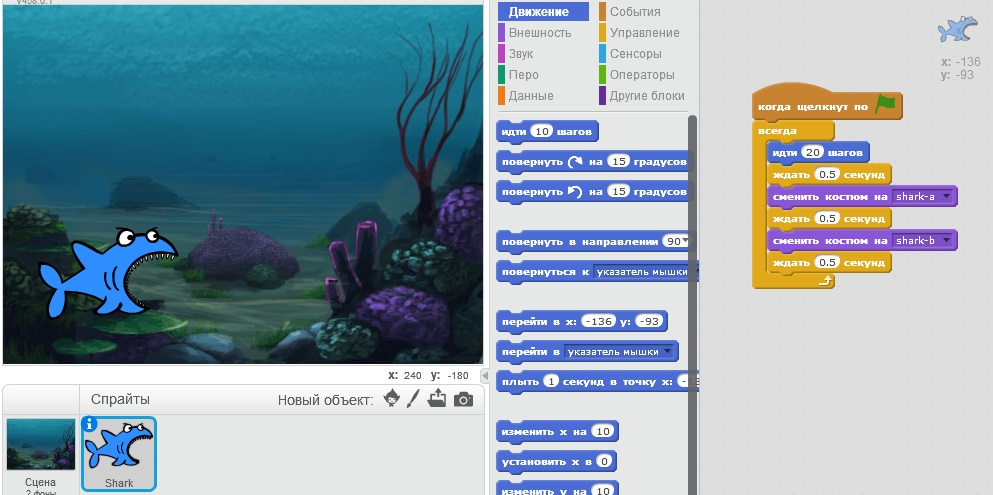 v458.0.1
x: 240 y: -180
Спрайты
Новый объект:
Сцена
2 фоны
Shark
Движение
Внешность
Звук
Перо
Данные
События
Управление
Сенсоры
Операторы
Другие блоки
идти 10 шагов
повернуть на 15 градусов
повернуть на 15 градусов
повернуть в направлении 90
повернуться к указатель мышки
перейти в x: -136 y: -93
перейти в указатель мышки
плыть 1 секунд в точку x: -
изменить x на 10
установить x в 0
изменить y на 10
x: -136
y: -93
когда щелкнут по
всегда
идти 20 шагов
ждать 0.5 секунд
сменить костюм на shark-a
ждать 0.5 секунд
сменить костюм на shark-b
ждать 0.5 секунд